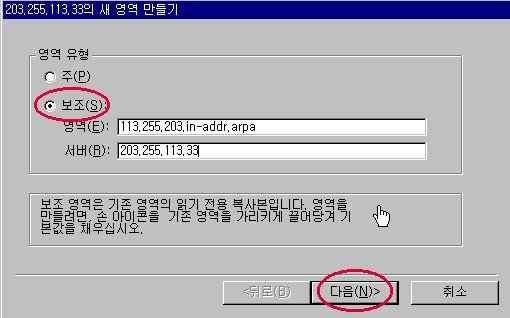 203.255.113.33의 새 영역 만들기
영역 유형
주(P)
보조(S):
영역(E): 113.255.203.in-addr.arpa
서버(R): 203.255.113.33
보조 영역은 기존 영역의 읽기 전용 복사본입니다. 영역을
만들려면, 손 아이콘을 기존 영역을 가리키게 끌어당겨 기
본값을 채우십시오.
<뒤로(B) 다음(N)> 취소